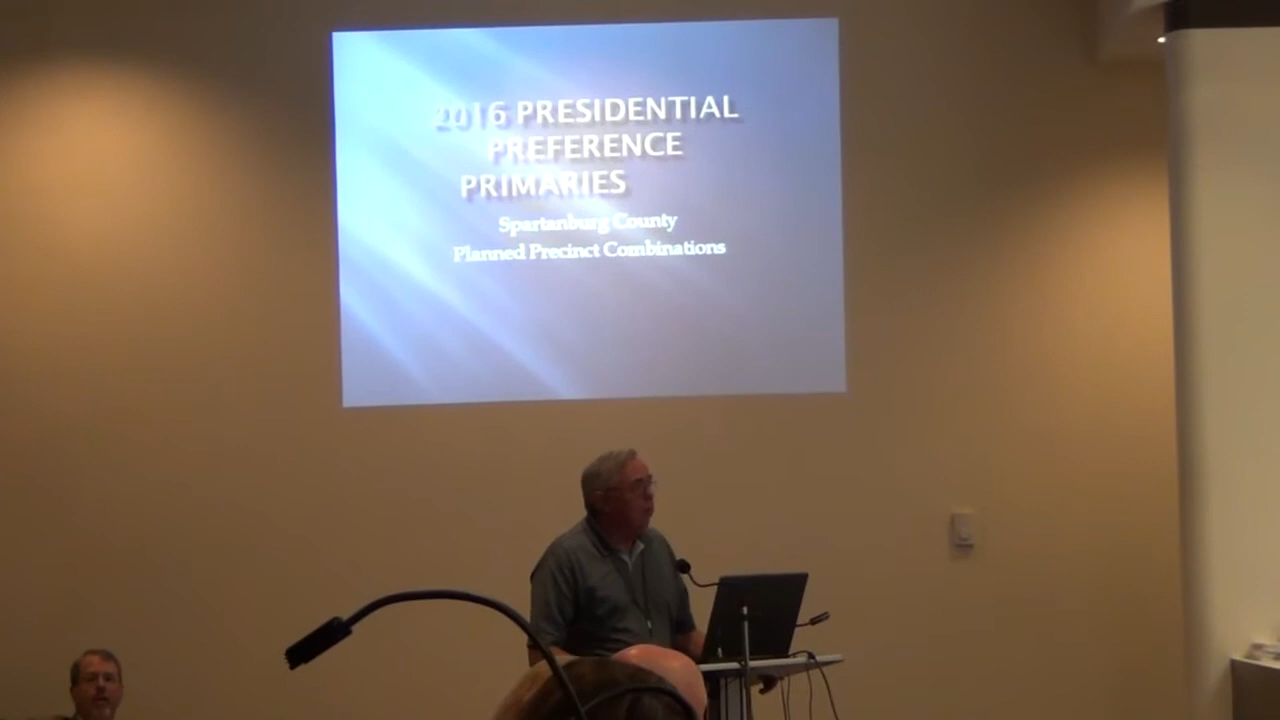 2016 PRESIDENTIAL
PREFERENCE
PRIMARIES
Spartanburg County
Planned Precinct Combinations